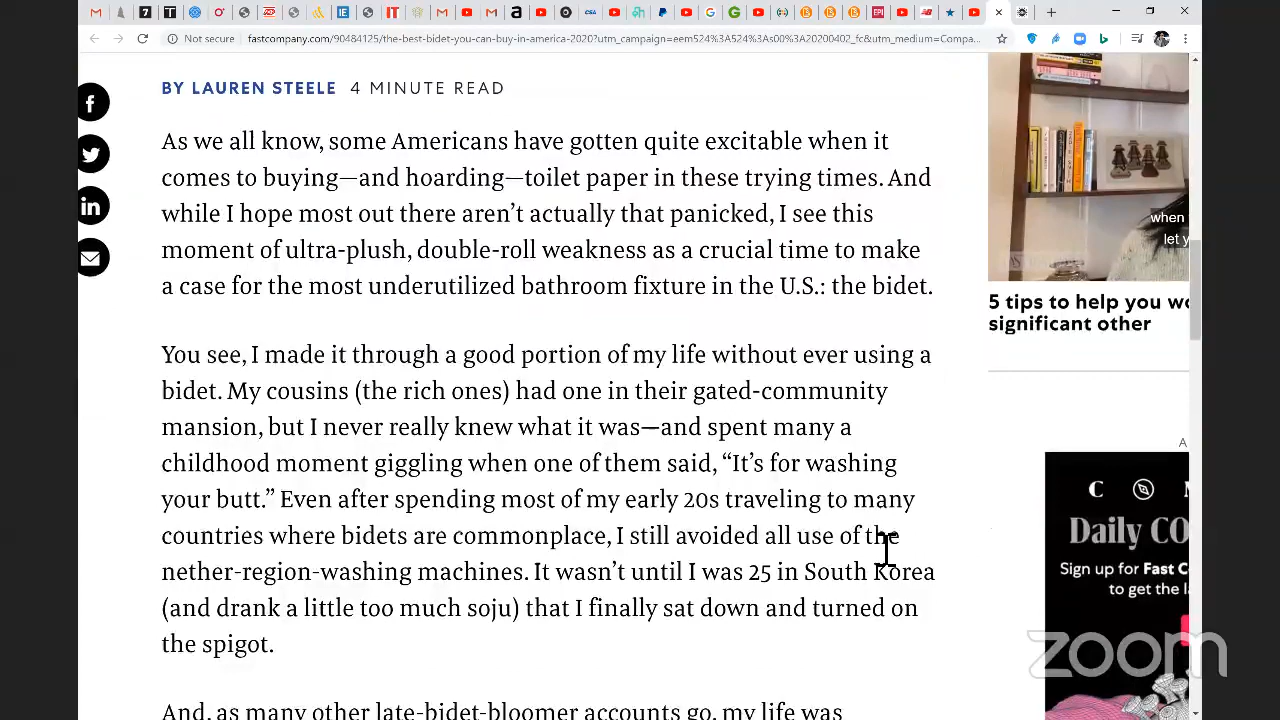 Not secure fastcompany.com/90484125/the-best-bidet-you-can-buy-in-america-2020?utm_campaign=eem524%3A524%3As00%3A20200402_fc&utm_medium=Compa...
BY LAUREN STEELE 4 MINUTE READ
As we all know, some Americans have gotten quite excitable when it
comes to buying—and hoarding—toilet paper in these trying times. And
while I hope most out there aren’t actually that panicked, I see this
moment of ultra-plush, double-roll weakness as a crucial time to make
a case for the most underutilized bathroom fixture in the U.S.: the bidet.
You see, I made it through a good portion of my life without ever using a
bidet. My cousins (the rich ones) had one in their gated-community
mansion, but I never really knew what it was—and spent many a
childhood moment giggling when one of them said, “It’s for washing
your butt.” Even after spending most of my early 20s traveling to many
countries where bidets are commonplace, I still avoided all use of the
nether-region-washing machines. It wasn’t until I was 25 in South Korea
(and drank a little too much soju) that I finally sat down and turned on
the spigot.
And, as many other late-bidet-bloomer accounts go, my life was
when
let y
5 tips to help you wo
significant other
A
C
Daily CO
Sign up for Fast C
to get the la
zoom